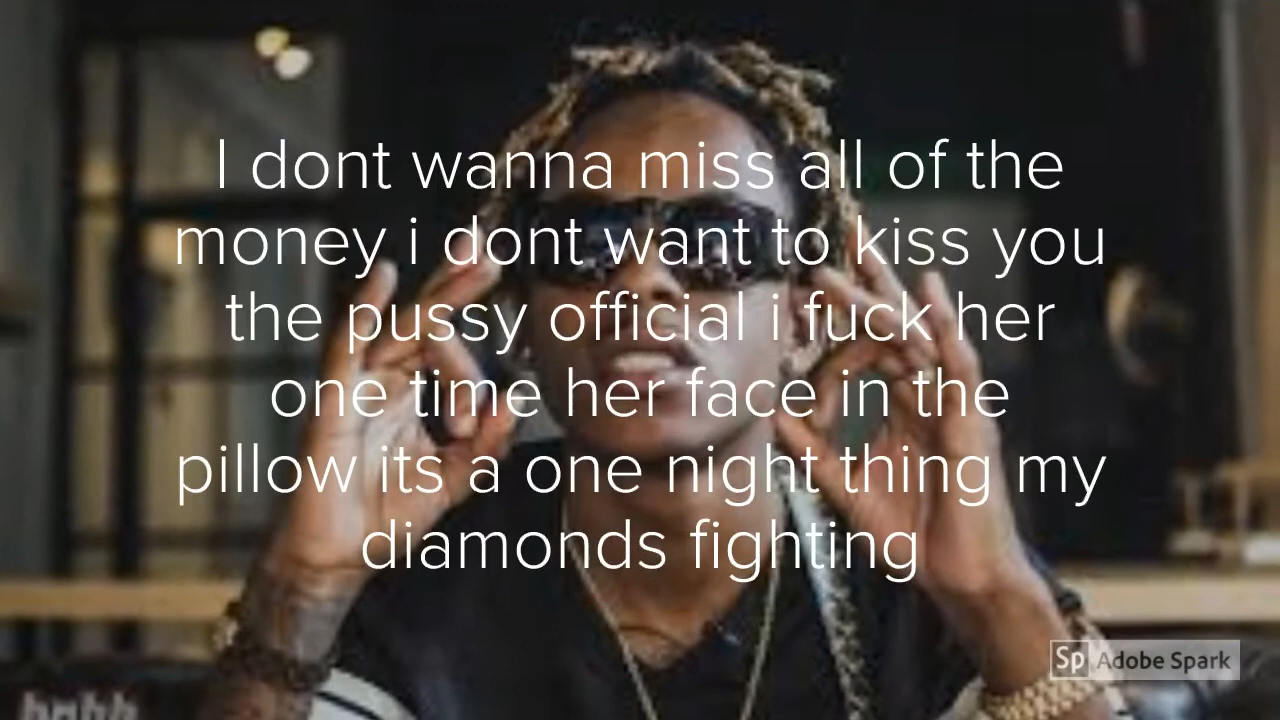 I dont wanna miss all of the
money i dont want to kiss you
the pussy official i fuck her
one time her face in the
pillow its a one night thing my
diamonds fighting
Sp Adobe Spark